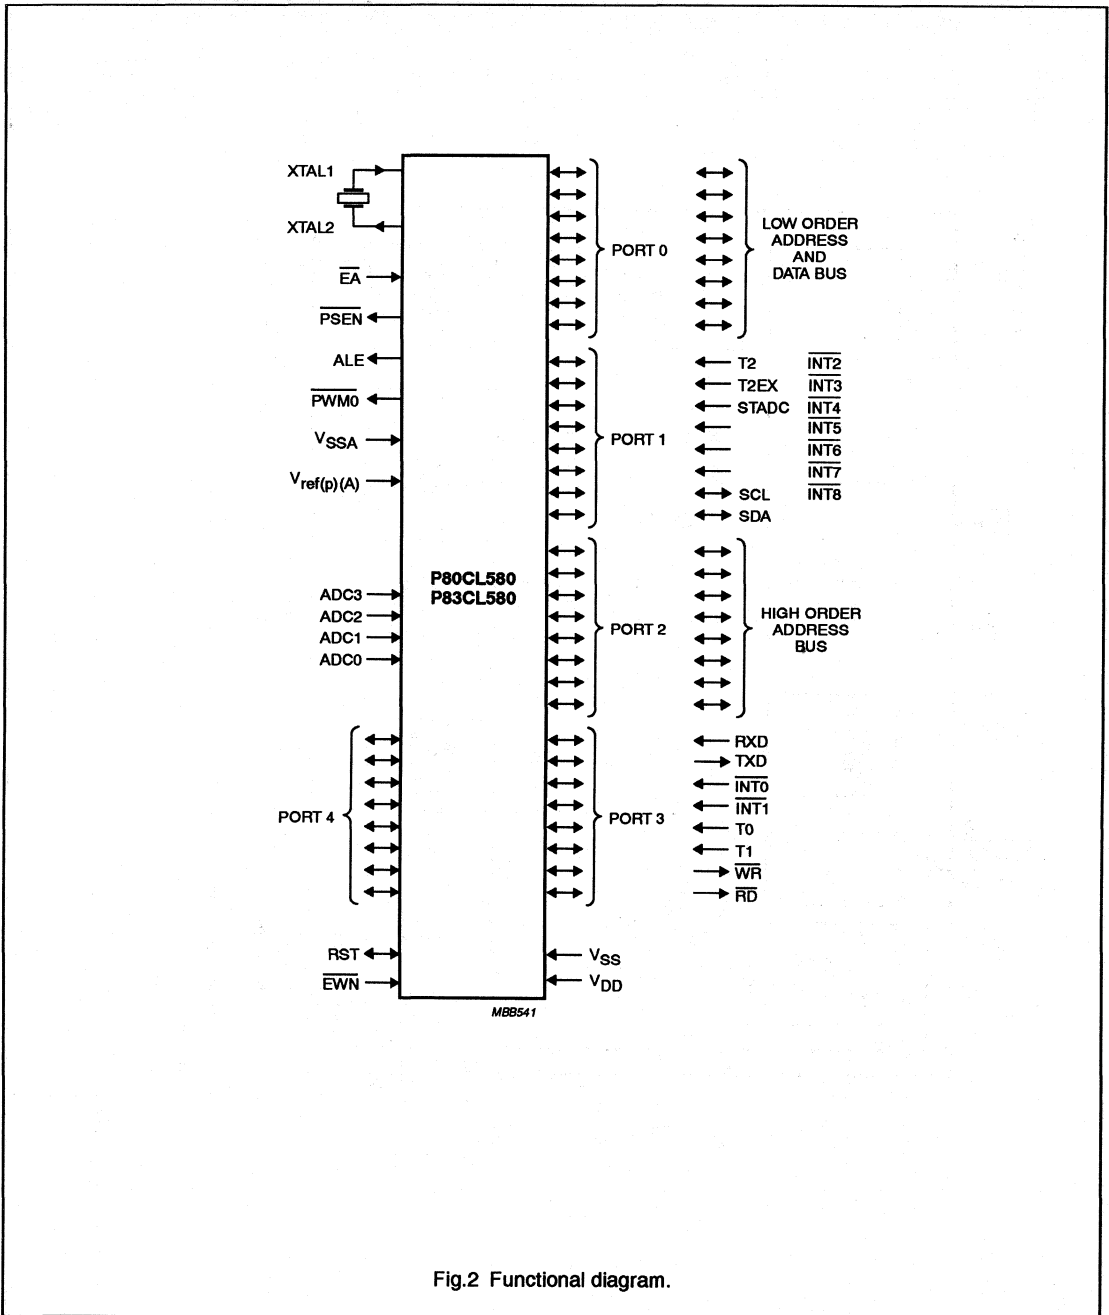 XTAL1
XTAL2
EA
PSEN
ALE
PWM0
VSSA
Vref(p)(A)
ADC3
ADC2
ADC1
ADC0
PORT 4
RST
EWN
P80CL580
P83CL580
PORT 0
PORT 1
PORT 2
PORT 3
VSS
VDD
LOW ORDER
ADDRESS
AND
DATA BUS
T2 INT2
T2EX INT3
STADC INT4
INT5
INT6
INT7
SCL INT8
SDA
HIGH ORDER
ADDRESS
BUS
RXD
TXD
INT0
INT1
T0
T1
WR
RD
MBB541
Fig.2 Functional diagram.